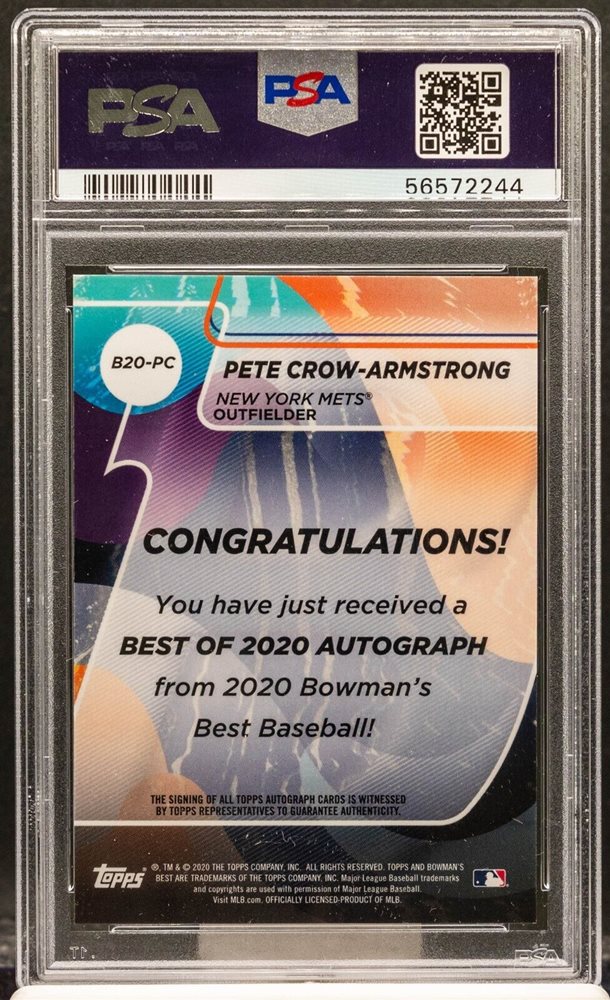 PSA
PSA
PSA PSA PSA
56572244
B20-PC
PETE CROW-ARMSTRONG
NEW YORK METS®
OUTFIELDER
CONGRATULATIONS!
You have just received a
BEST OF 2020 AUTOGRAPH
from 2020 Bowman's
Best Baseball!
THE SIGNING OF ALL TOPPS AUTOGRAPH CARDS IS WITNESSED
BY TOPPS REPRESENTATIVES TO GUARANTEE AUTHENTICITY.
topps
®, TM & © 2020 THE TOPPS COMPANY, INC. ALL RIGHTS RESERVED. TOPPS AND BOWMAN'S
BEST ARE TRADEMARKS OF THE TOPPS COMPANY, INC. Major League Baseball trademarks
and copyrights are used with permission of Major League Baseball.
Visit MLB.com. OFFICIALLY LICENSED PRODUCT OF MLB.
PSA